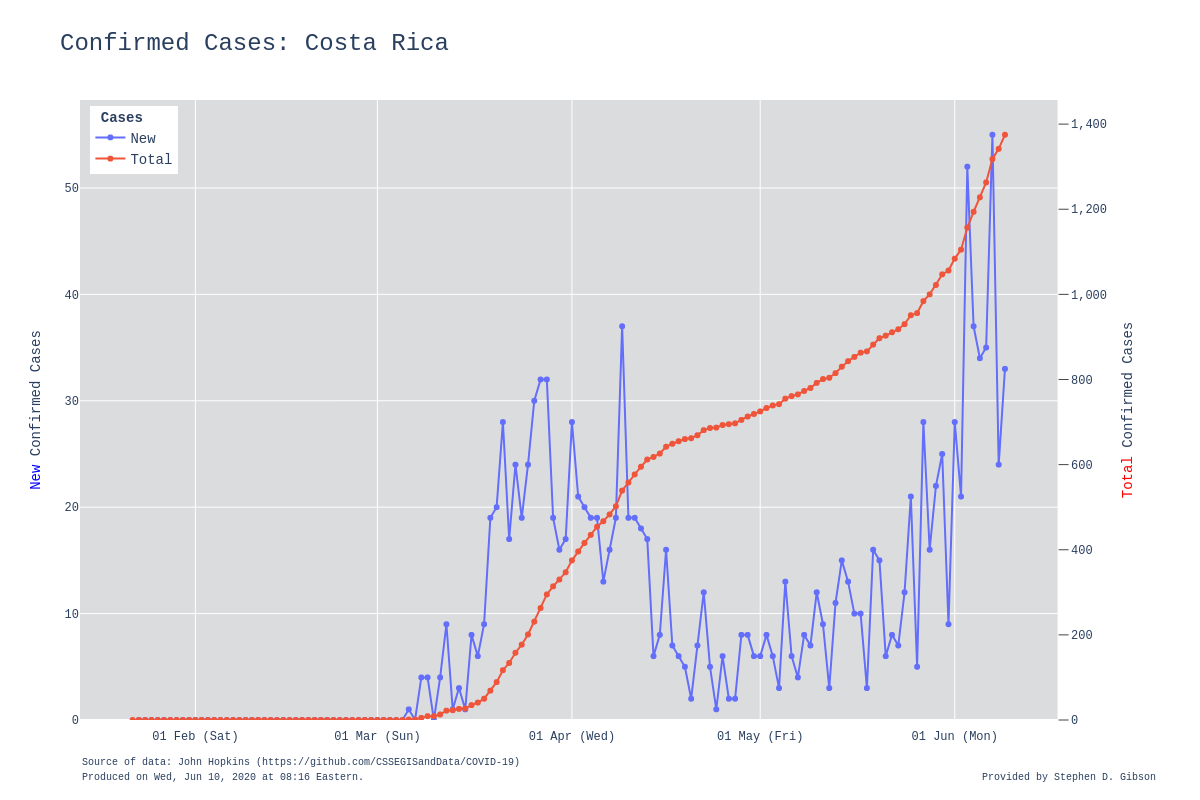 Confirmed Cases: Costa Rica
Cases
New
Total
50
40
30
20
10
0
New Confirmed Cases
1,400
1,200
1,000
800
600
400
200
0
Total Confirmed Cases
01 Feb (Sat)
01 Mar (Sun)
01 Apr (Wed)
01 May (Fri)
01 Jun (Mon)
Source of data: John Hopkins (https://github.com/CSSEGISandData/COVID-19)
Produced on Wed, Jun 10, 2020 at 08:16 Eastern.
Provided by Stephen D. Gibson